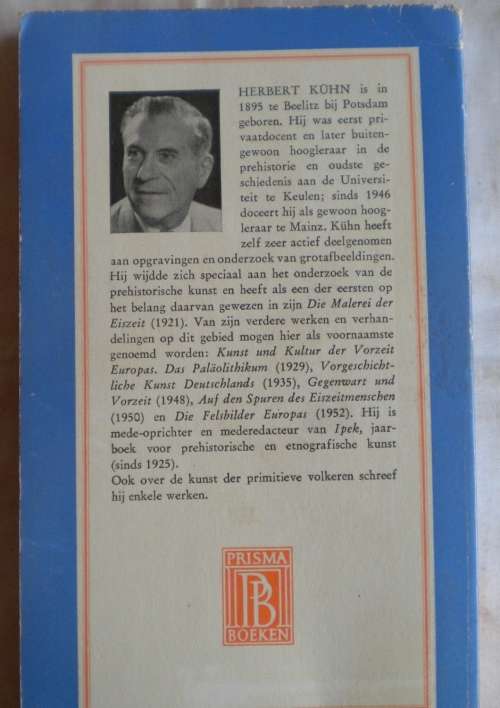 HERBERT KÜHN is in
1895 te Beelitz bij Potsdam
geboren. Hij was eerst pri-
vaatdocent en later buiten-
gewoon hoogleraar in de
prehistorie en oudste ge-
schiedenis aan de Universi-
teit te Keulen; sinds 1946
doceert hij als gewoon hoog-
leraar te Mainz. Kühn heeft
zelf zeer actief deelgenomen
aan opgravingen en onderzoek van grotafbeeldingen.
Hij wijdde zich speciaal aan het onderzoek van de
prehistorische kunst en heeft als een der eersten op
het belang daarvan gewezen in zijn Die Malerei der
Eiszeit (1921). Van zijn verdere werken en verhan-
delingen op dit gebied mogen hier als voornaamste
genoemd worden: Kunst und Kultur der Vorzeit
Europas. Das Paläolithikum (1929), Vorgeschicht-
liche Kunst Deutschlands (1935), Gegenwart und
Vorzeit (1948), Auf den Spuren des Eiszeitmenschen
(1950) en Die Felsbilder Europas (1952). Hij is
mede-oprichter en mederedacteur van Ipek, jaar-
boek voor prehistorische en etnografische kunst
(sinds 1925).
Ook over de kunst der primitieve volkeren schreef
hij enkele werken.
PRISMA
PB
BOEKEN